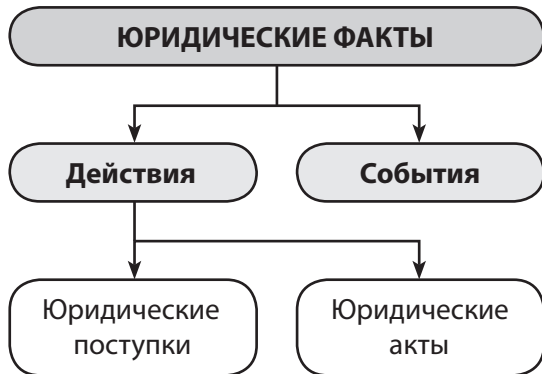 ЮРИДИЧЕСКИЕ ФАКТЫ
Действия
События
Юридические
поступки
Юридические
акты